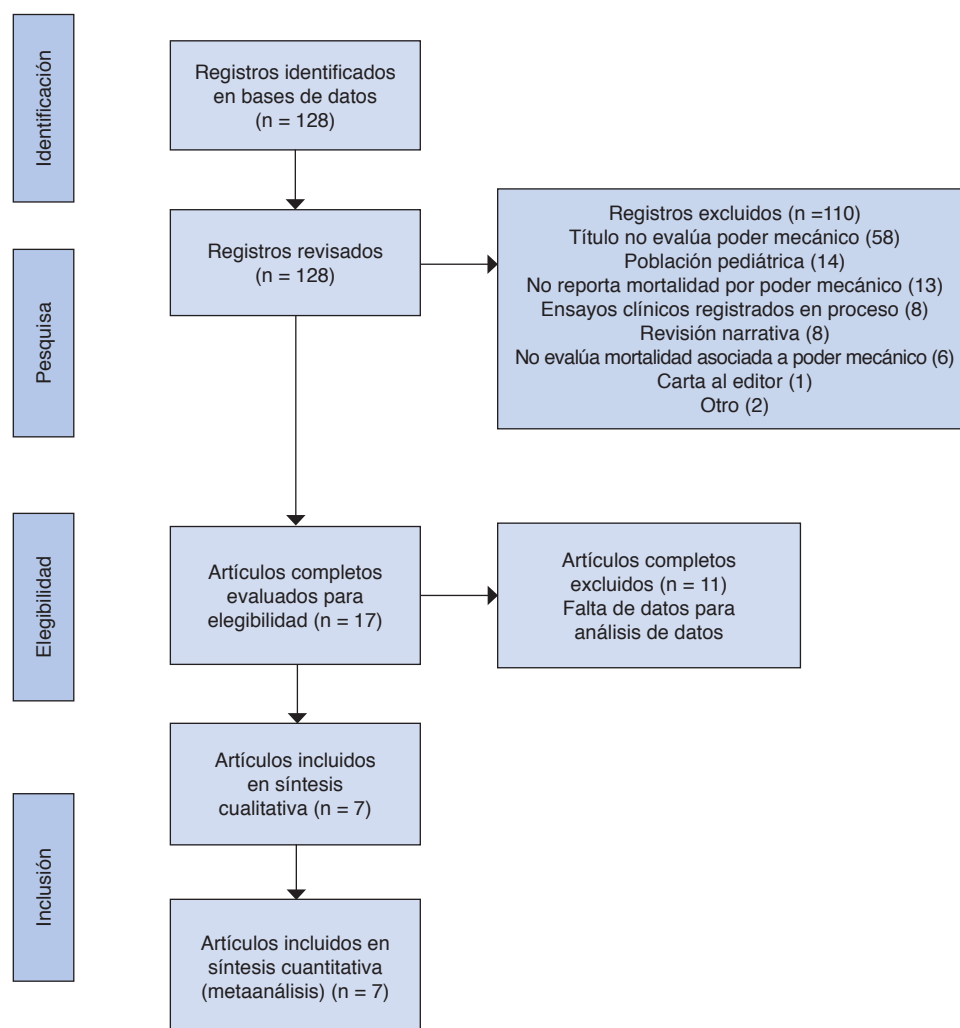 Identificación
Registros identificados
en bases de datos
(n = 128)
Pesquisa
Registros revisados
(n = 128)
Registros excluidos (n =110)
Título no evalúa poder mecánico (58)
Población pediátrica (14)
No reporta mortalidad por poder mecánico (13)
Ensayos clínicos registrados en proceso (8)
Revisión narrativa (8)
No evalúa mortalidad asociada a poder mecánico (6)
Carta al editor (1)
Otro (2)
Elegibilidad
Artículos completos
evaluados para
elegibilidad (n = 17)
Artículos completos
excluidos (n = 11)
Falta de datos para
análisis de datos
Inclusión
Artículos incluidos
en síntesis
cualitativa (n = 7)
Artículos incluidos en
síntesis cuantitativa
(metaanálisis) (n = 7)